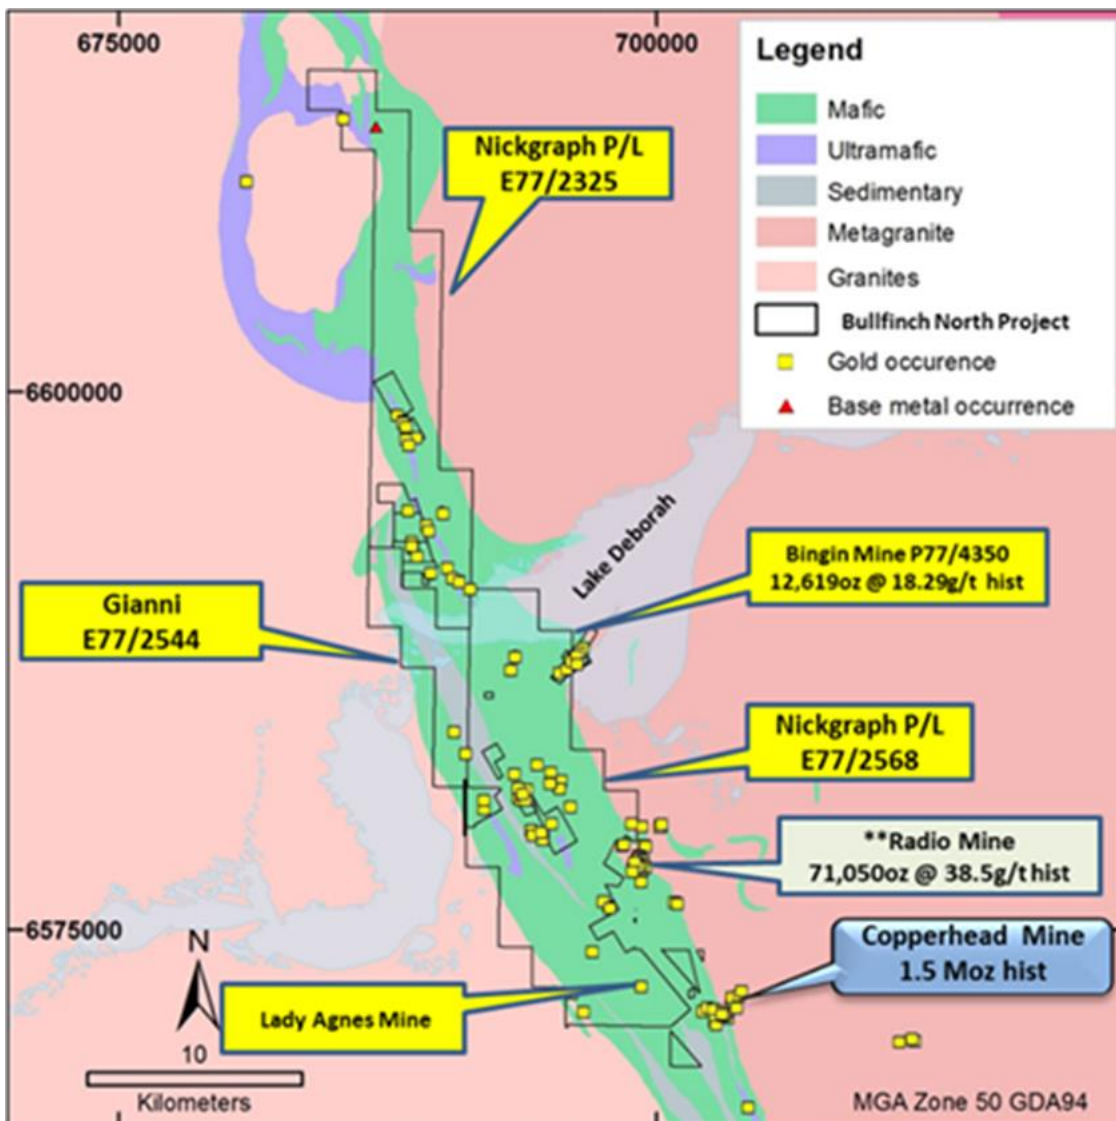 675000
700000
Legend
Mafic
Ultramafic
Sedimentary
Metagranite
Granites
Bullfinch North Project
Gold occurence
Base metal occurrence
Nickgraph P/L
E77/2325
6600000
Lake Deborah
Bingin Mine P77/4350
12,619oz @ 18.29g/t hist
Gianni
E77/2544
Nickgraph P/L
E77/2568
**Radio Mine
71,050oz @ 38.5g/t hist
6575000
N
Copperhead Mine
1.5 Moz hist
Lady Agnes Mine
10
Kilometers
MGA Zone 50 GDA94